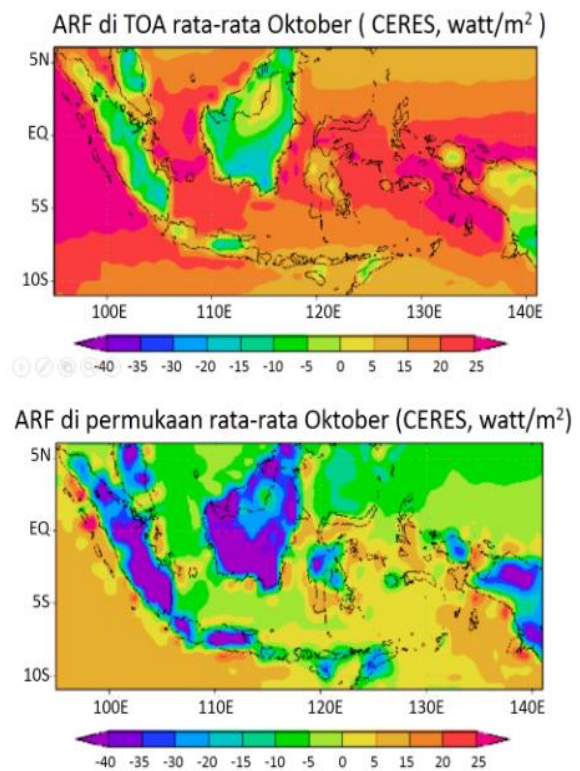 ARF di TOA rata-rata Oktober ( CERES, watt/m² )
5N
EQ
5S
10S
100E 110E 120E 130E 140E
-40 -35 -30 -20 -15 -10 -5 0 5 15 20 25
ARF di permukaan rata-rata Oktober (CERES, watt/m²)
5N
EQ
5S
10S
100E 110E 120E 130E 140E
-40 -35 -30 -20 -15 -10 -5 0 5 15 20 25